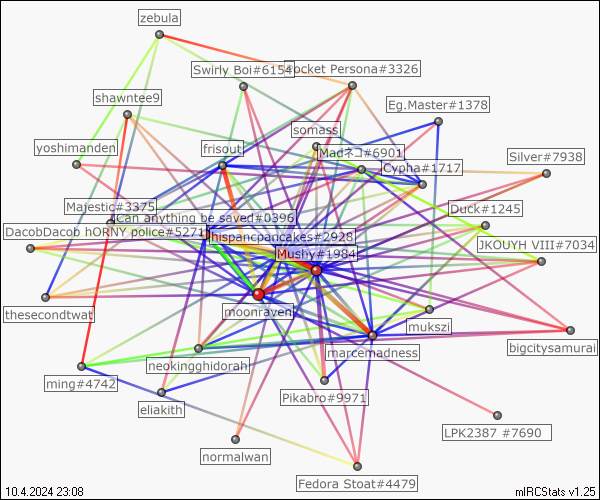 zebula
Swirly Boi#6154
Pocket Persona#3326
shawntee9
Eg.Master#1378
somass
yoshimanden
frisout
Madネコ#6901
Silver#7938
Cypha#1717
Majestic#3375
Can anything be saved#0396
Duck#1245
DacobDacob hORNY police#5271
hispancpancakes#2928
JKOUYH VIII#7034
Mushy#1984
thesecondtwat
moonraven
mukszi
marcemadness
bigcitysamurai
neokingghidorah
ming#4742
Pikabro#9971
eliakith
LPK2387 #7690
normalwan
Fedora Stoat#4479
10.4.2024 23:08
mIRCStats v1.25